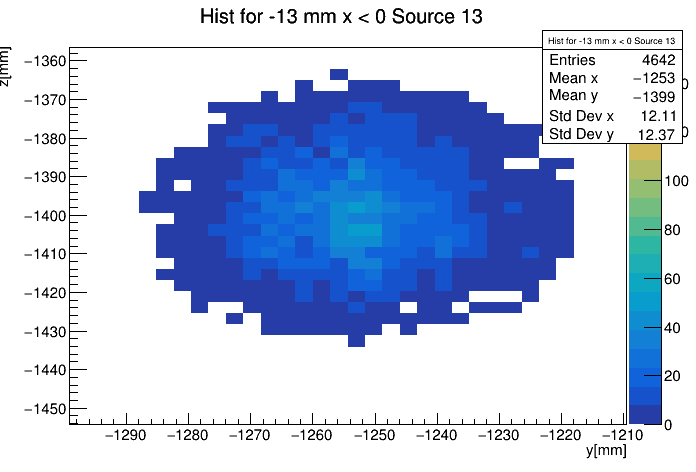 Hist for -13 mm x < 0 Source 13
z[mm]
Hist for -13 mm x < 0 Source 13
Entries 4642
Mean x −1253
Mean y −1399
Std Dev x 12.11
Std Dev y 12.37
−1360
−1370
−1380
−1390
−1400
−1410
−1420
−1430
−1440
−1450
100
80
60
40
20
0
−1290 −1280 −1270 −1260 −1250 −1240 −1230 −1220 −1210
y[mm]